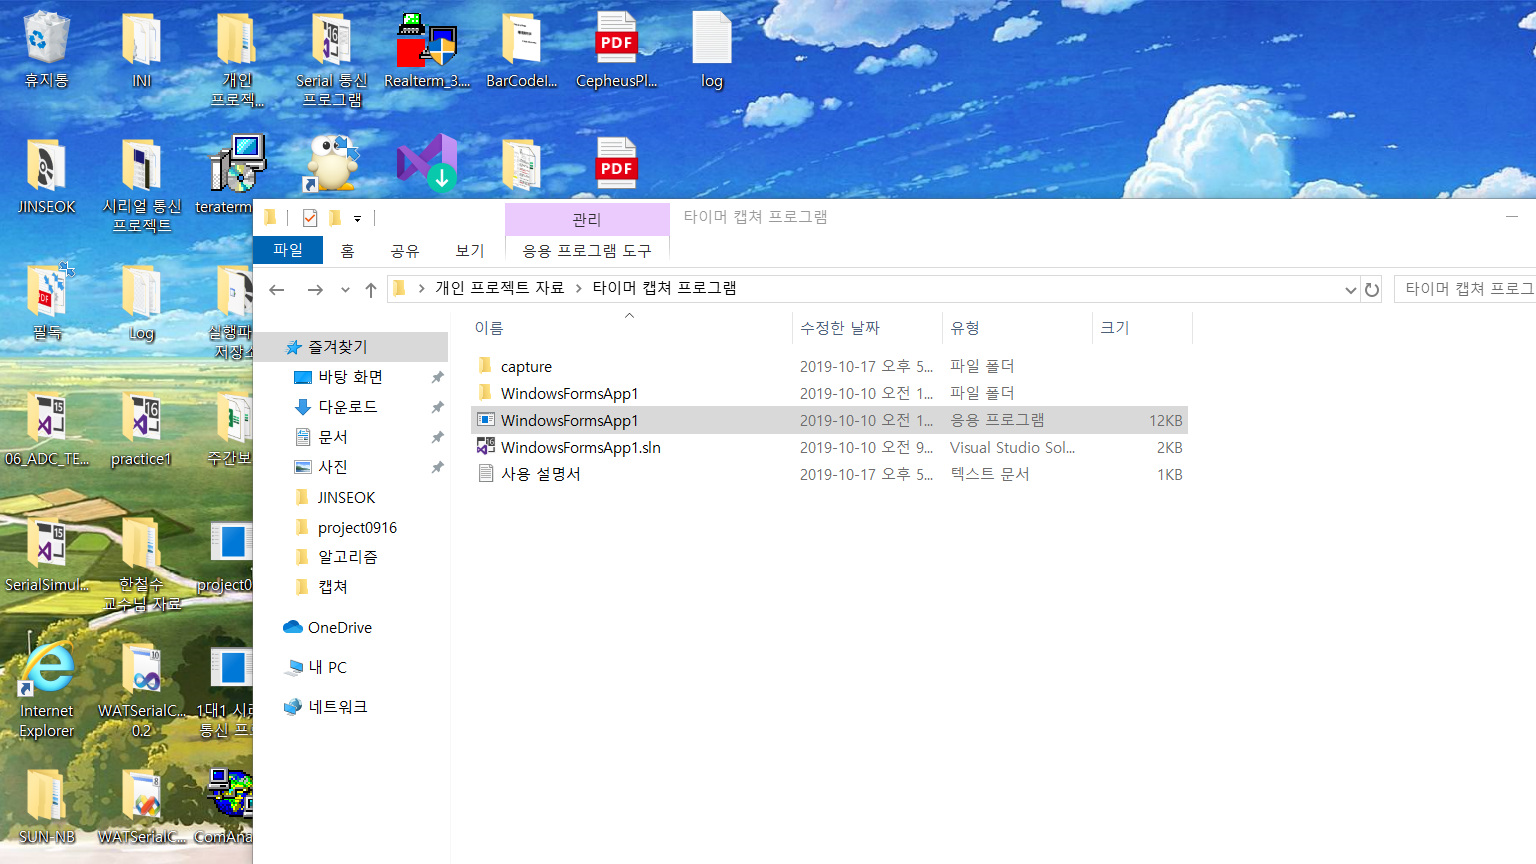 휴지통
INI
개인
프로젝...
Serial 통신
프로그램
Realterm_3....
BarCodeI...
CepheusPl...
log
JINSEOK
시리얼 통신
프로젝트
teraterm
필독
Log
실행파
저장소
06_ADC_TE...
practice1
주간보
SerialSimul...
한철수
교수님 자료
project0
Internet
Explorer
WATSerialC...
0.2
1대1 시리
통신 프
SUN-NB
WATSerialC...
ComAna
PDF
PDF
관리
타이머 캡쳐 프로그램
파일
홈
공유
보기
응용 프로그램 도구
개인 프로젝트 자료
타이머 캡쳐 프로그램
타이머 캡쳐 프로그
즐겨찾기
바탕 화면
다운로드
문서
사진
JINSEOK
project0916
알고리즘
캡쳐
OneDrive
내 PC
네트워크
이름 수정한 날짜 유형 크기
capture 2019-10-17 오후 5... 파일 폴더
WindowsFormsApp1 2019-10-10 오전 1... 파일 폴더
WindowsFormsApp1 2019-10-10 오전 1... 응용 프로그램 12KB
WindowsFormsApp1.sln 2019-10-10 오전 9... Visual Studio Sol... 2KB
사용 설명서 2019-10-17 오후 5... 텍스트 문서 1KB